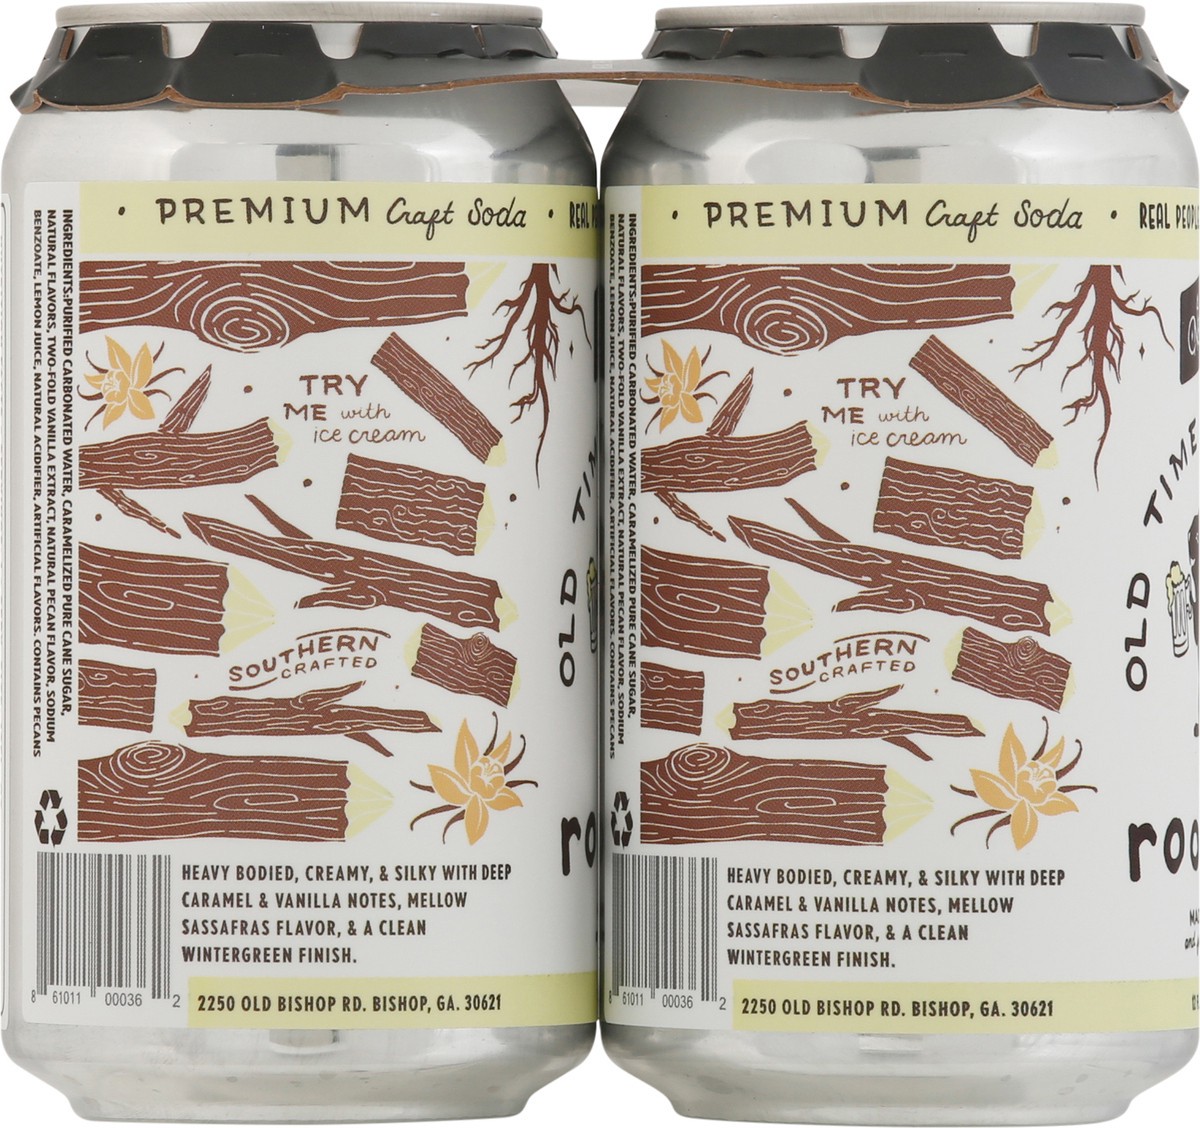 · PREMIUM Craft Soda · REAL
INGREDIENTS:PURIFIED CARBONATED WATER, CARAMELIZED PURE CANE SUGAR,
NATURAL FLAVORS, TWO-FOLD VANILLA EXTRACT, NATURAL PECAN FLAVOR, SODIUM
BENZOATE, LEMON JUICE, NATURAL ACIDIFIER, ARTIFICIAL FLAVORS. CONTAINS PECANS
TRY
ME with
ice cream
OLD TIM
SOUTHERN
CRAFTED
ro
HEAVY BODIED, CREAMY, & SILKY WITH DEEP
CARAMEL & VANILLA NOTES, MELLOW
SASSAFRAS FLAVOR, & A CLEAN
WINTERGREEN FINISH.
8 61011 00036 2
2250 OLD BISHOP RD. BISHOP, GA. 30621
· PREMIUM Craft Soda · REAL PEOPL
INGREDIENTS:PURIFIED CARBONATED WATER, CARAMELIZED PURE CANE SUGAR,
NATURAL FLAVORS, TWO-FOLD VANILLA EXTRACT, NATURAL PECAN FLAVOR, SODIUM
BENZOATE, LEMON JUICE, NATURAL ACIDIFIER, ARTIFICIAL FLAVORS. CONTAINS PECANS
TRY
ME with
ice cream
OLD TIME
SOUTHERN
CRAFTED
roo
HEAVY BODIED, CREAMY, & SILKY WITH DEEP
CARAMEL & VANILLA NOTES, MELLOW
SASSAFRAS FLAVOR, & A CLEAN
WINTERGREEN FINISH.
8 61011 00036 2
2250 OLD BISHOP RD. BISHOP, GA. 30621